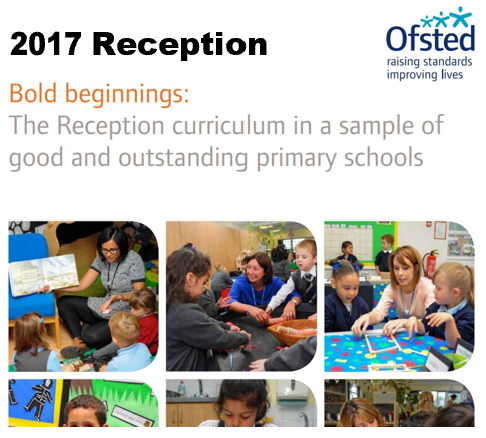 2017 Reception
Ofsted
raising standards
improving lives
Bold beginnings:
The Reception curriculum in a sample of
good and outstanding primary schools